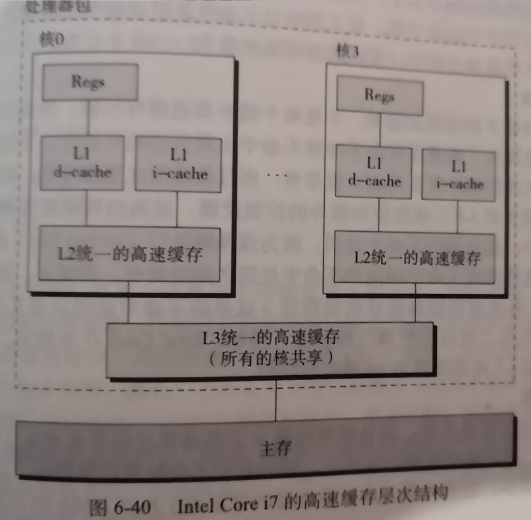 处理器包
核0
核3
Regs
Regs
L1
d-cache
L1
i-cache
...
L1
d-cache
L1
i-cache
L2统一的高速缓存
L2统一的高速缓存
L3统一的高速缓存
（所有的核共享）
主存
图 6-40 Intel Core i7 的高速缓存层次结构